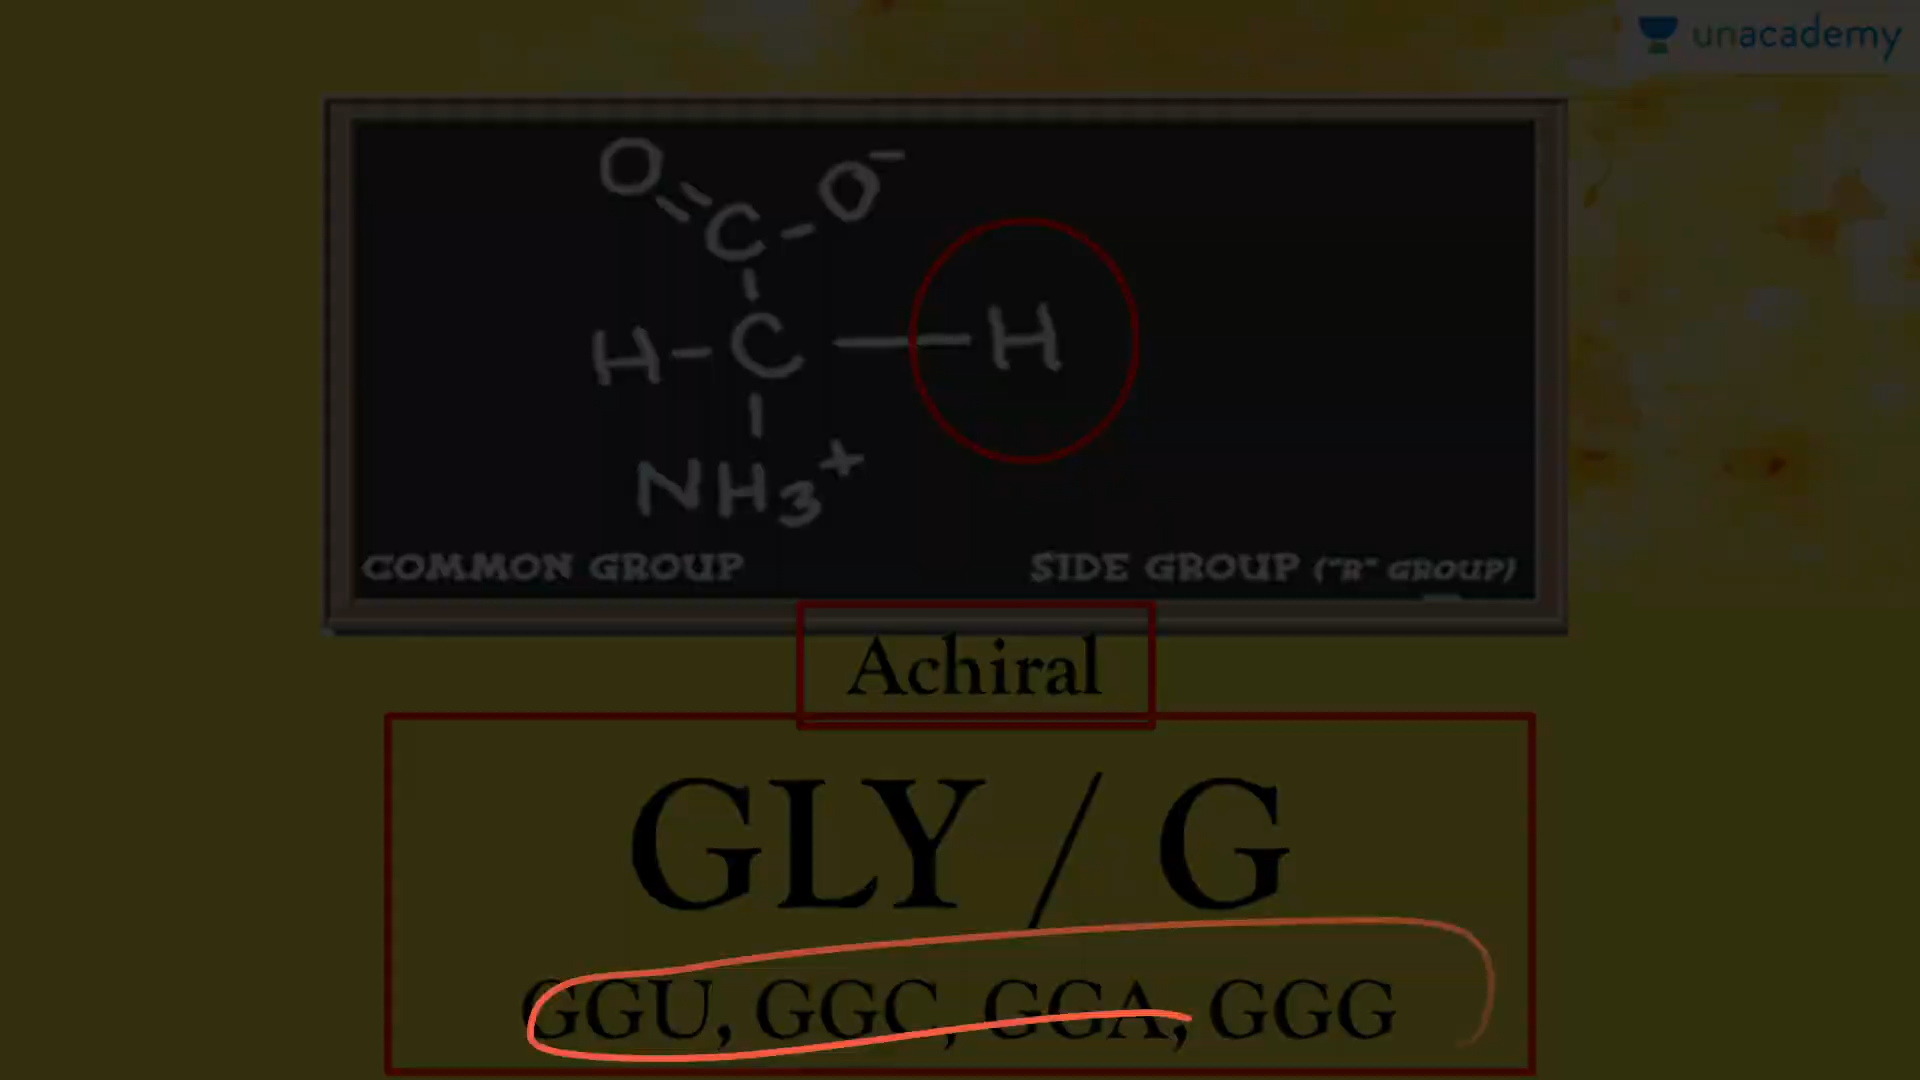 unacademy
O O⁻
C
H-C—H
NH₃⁺
COMMON GROUP SIDE GROUP ("R" GROUP)
Achiral
GLY / G
GGU, GGC, GGA, GGG